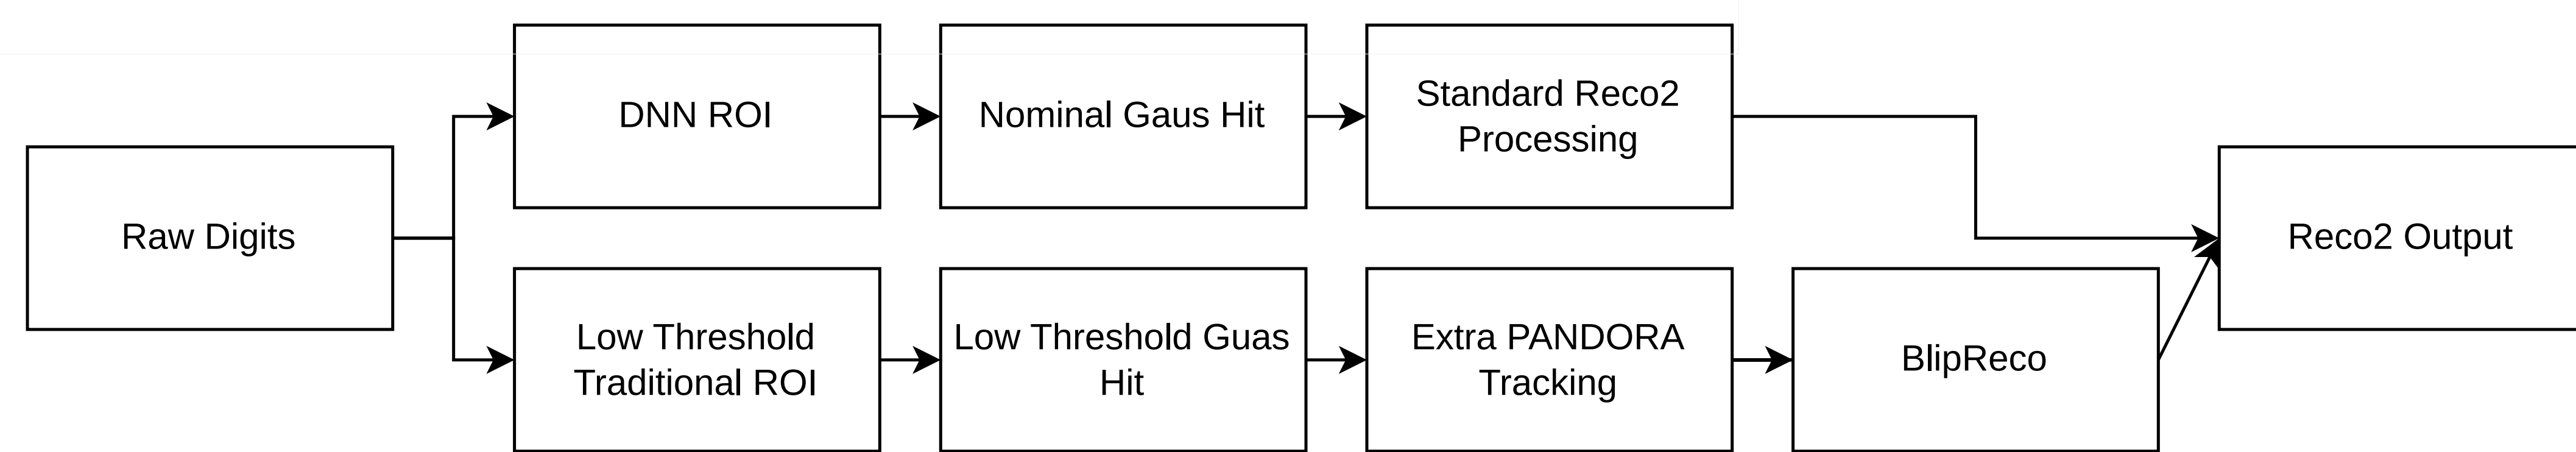 Raw Digits
DNN ROI
Nominal Gaus Hit
Standard Reco2
Processing
Low Threshold
Traditional ROI
Low Threshold Guas
Hit
Extra PANDORA
Tracking
BlipReco
Reco2 Output